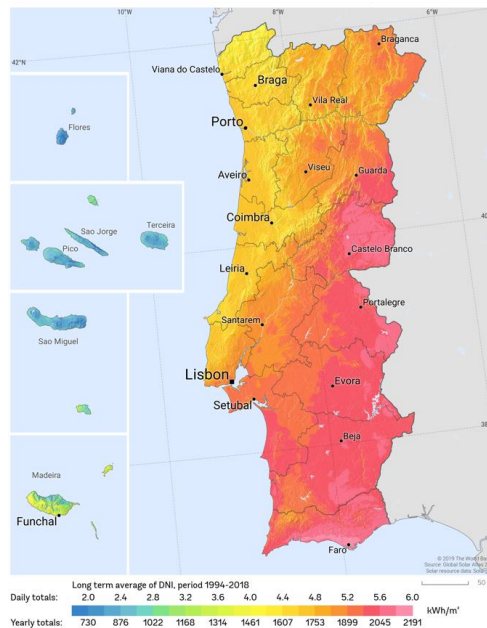 10°W
8°W
6°W
42°N
Braganca
Viana do Castelo
Braga
Vila Real
Flores
Porto
Viseu
Guarda
Aveiro
Sao Jorge
Terceira
Pico
Coimbra
Castelo Branco
Leiria
Portalegre
Santarem
Sao Miguel
Lisbon
Evora
Setubal
Beja
Madeira
Funchal
Faro
© 2019 The World
Source: Global Solar Atlas
Solar resource data:
50
Long term average of DNI, period 1994-2018
Daily totals: 2.0 2.4 2.8 3.2 3.6 4.0 4.4 4.8 5.2 5.6 6.0
kWh/m²
Yearly totals: 730 876 1022 1168 1314 1461 1607 1753 1899 2045 2191